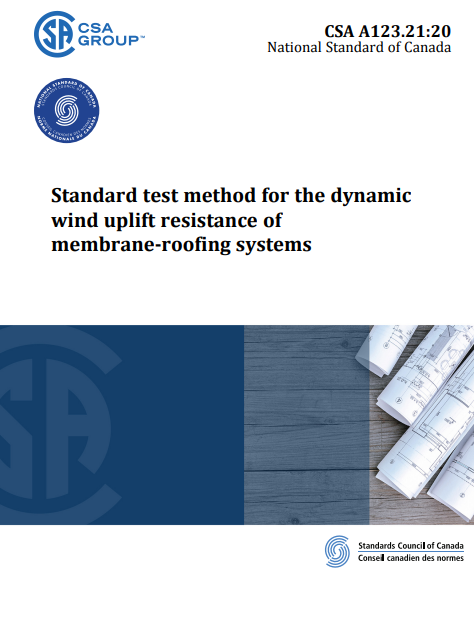 CSA
GROUP™
CSA A123.21:20
National Standard of Canada
NATIONAL STANDARD OF CANADA
NORME NATIONALE DU CANADA
Standard test method for the dynamic
wind uplift resistance of
membrane-roofing systems
CSA
Standards Council of Canada
Conseil canadien des normes